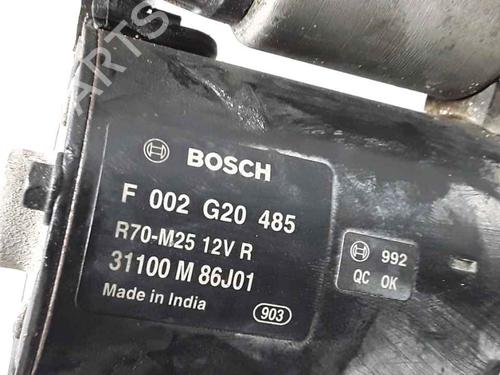 BOSCH
F 002 G20 485
R70-M25 12V R
31100 M 86J01
Made in India
903
992
QC OK